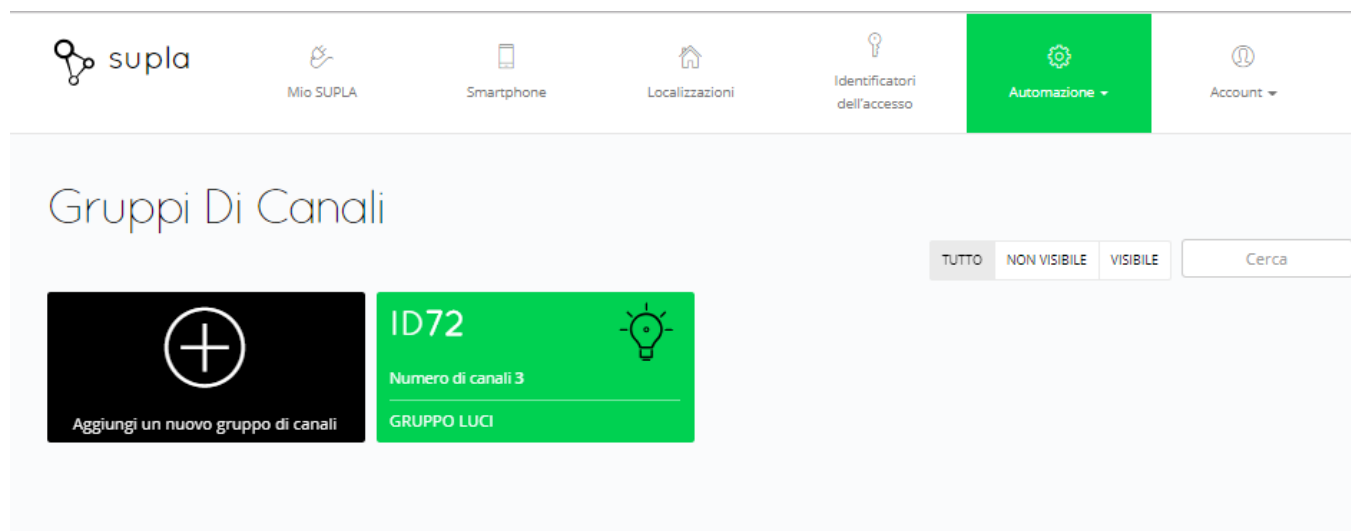 supla
Mio SUPLA
Smartphone
Localizzazioni
Identificatori
dell'accesso
Automazione
Account
Gruppi Di Canali
TUTTO
NON VISIBILE
VISIBILE
Cerca
Aggiungi un nuovo gruppo di canali
ID72
Numero di canali 3
GRUPPO LUCI